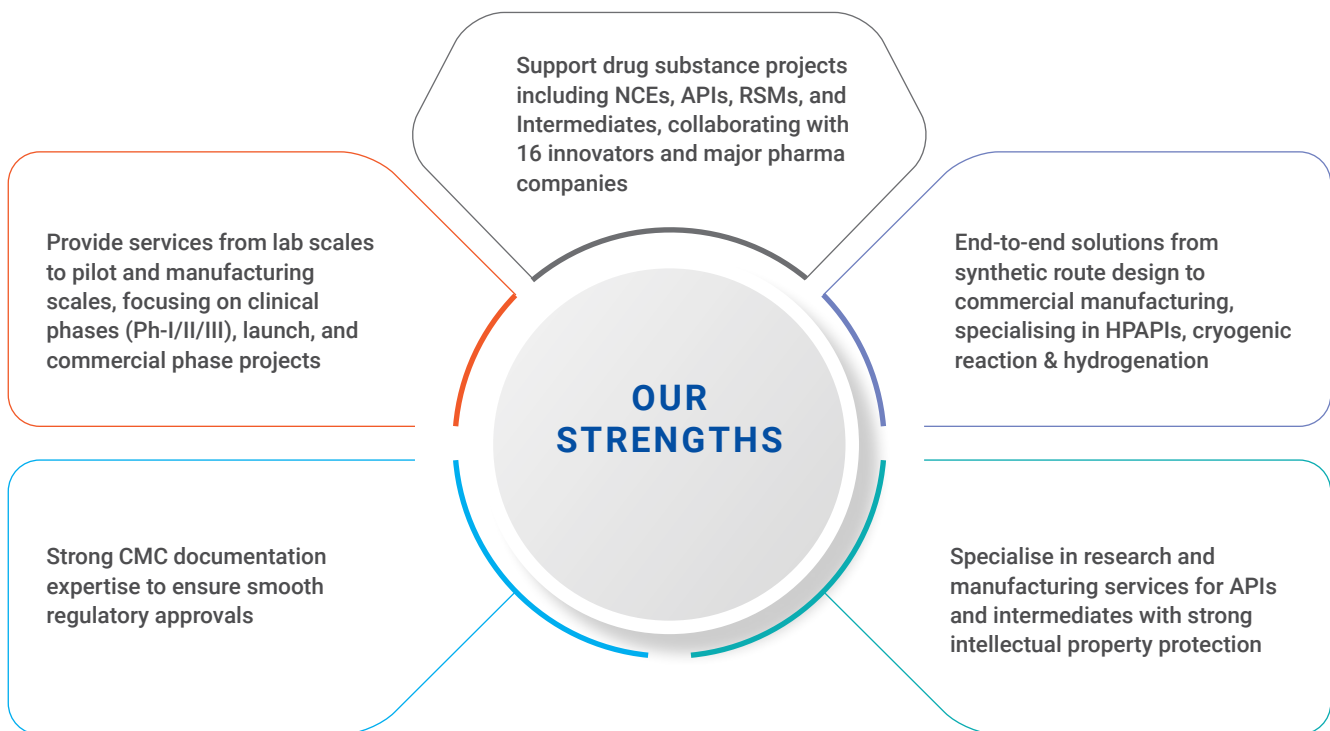 Support drug substance projects
including NCEs, APIs, RSMs, and
Intermediates, collaborating with
16 innovators and major pharma
companies
Provide services from lab scales
to pilot and manufacturing
scales, focusing on clinical
phases (Ph-I/II/III), launch, and
commercial phase projects
End-to-end solutions from
synthetic route design to
commercial manufacturing,
specialising in HPAPIs, cryogenic
reaction & hydrogenation
OUR
STRENGTHS
Strong CMC documentation
expertise to ensure smooth
regulatory approvals
Specialise in research and
manufacturing services for APIs
and intermediates with strong
intellectual property protection